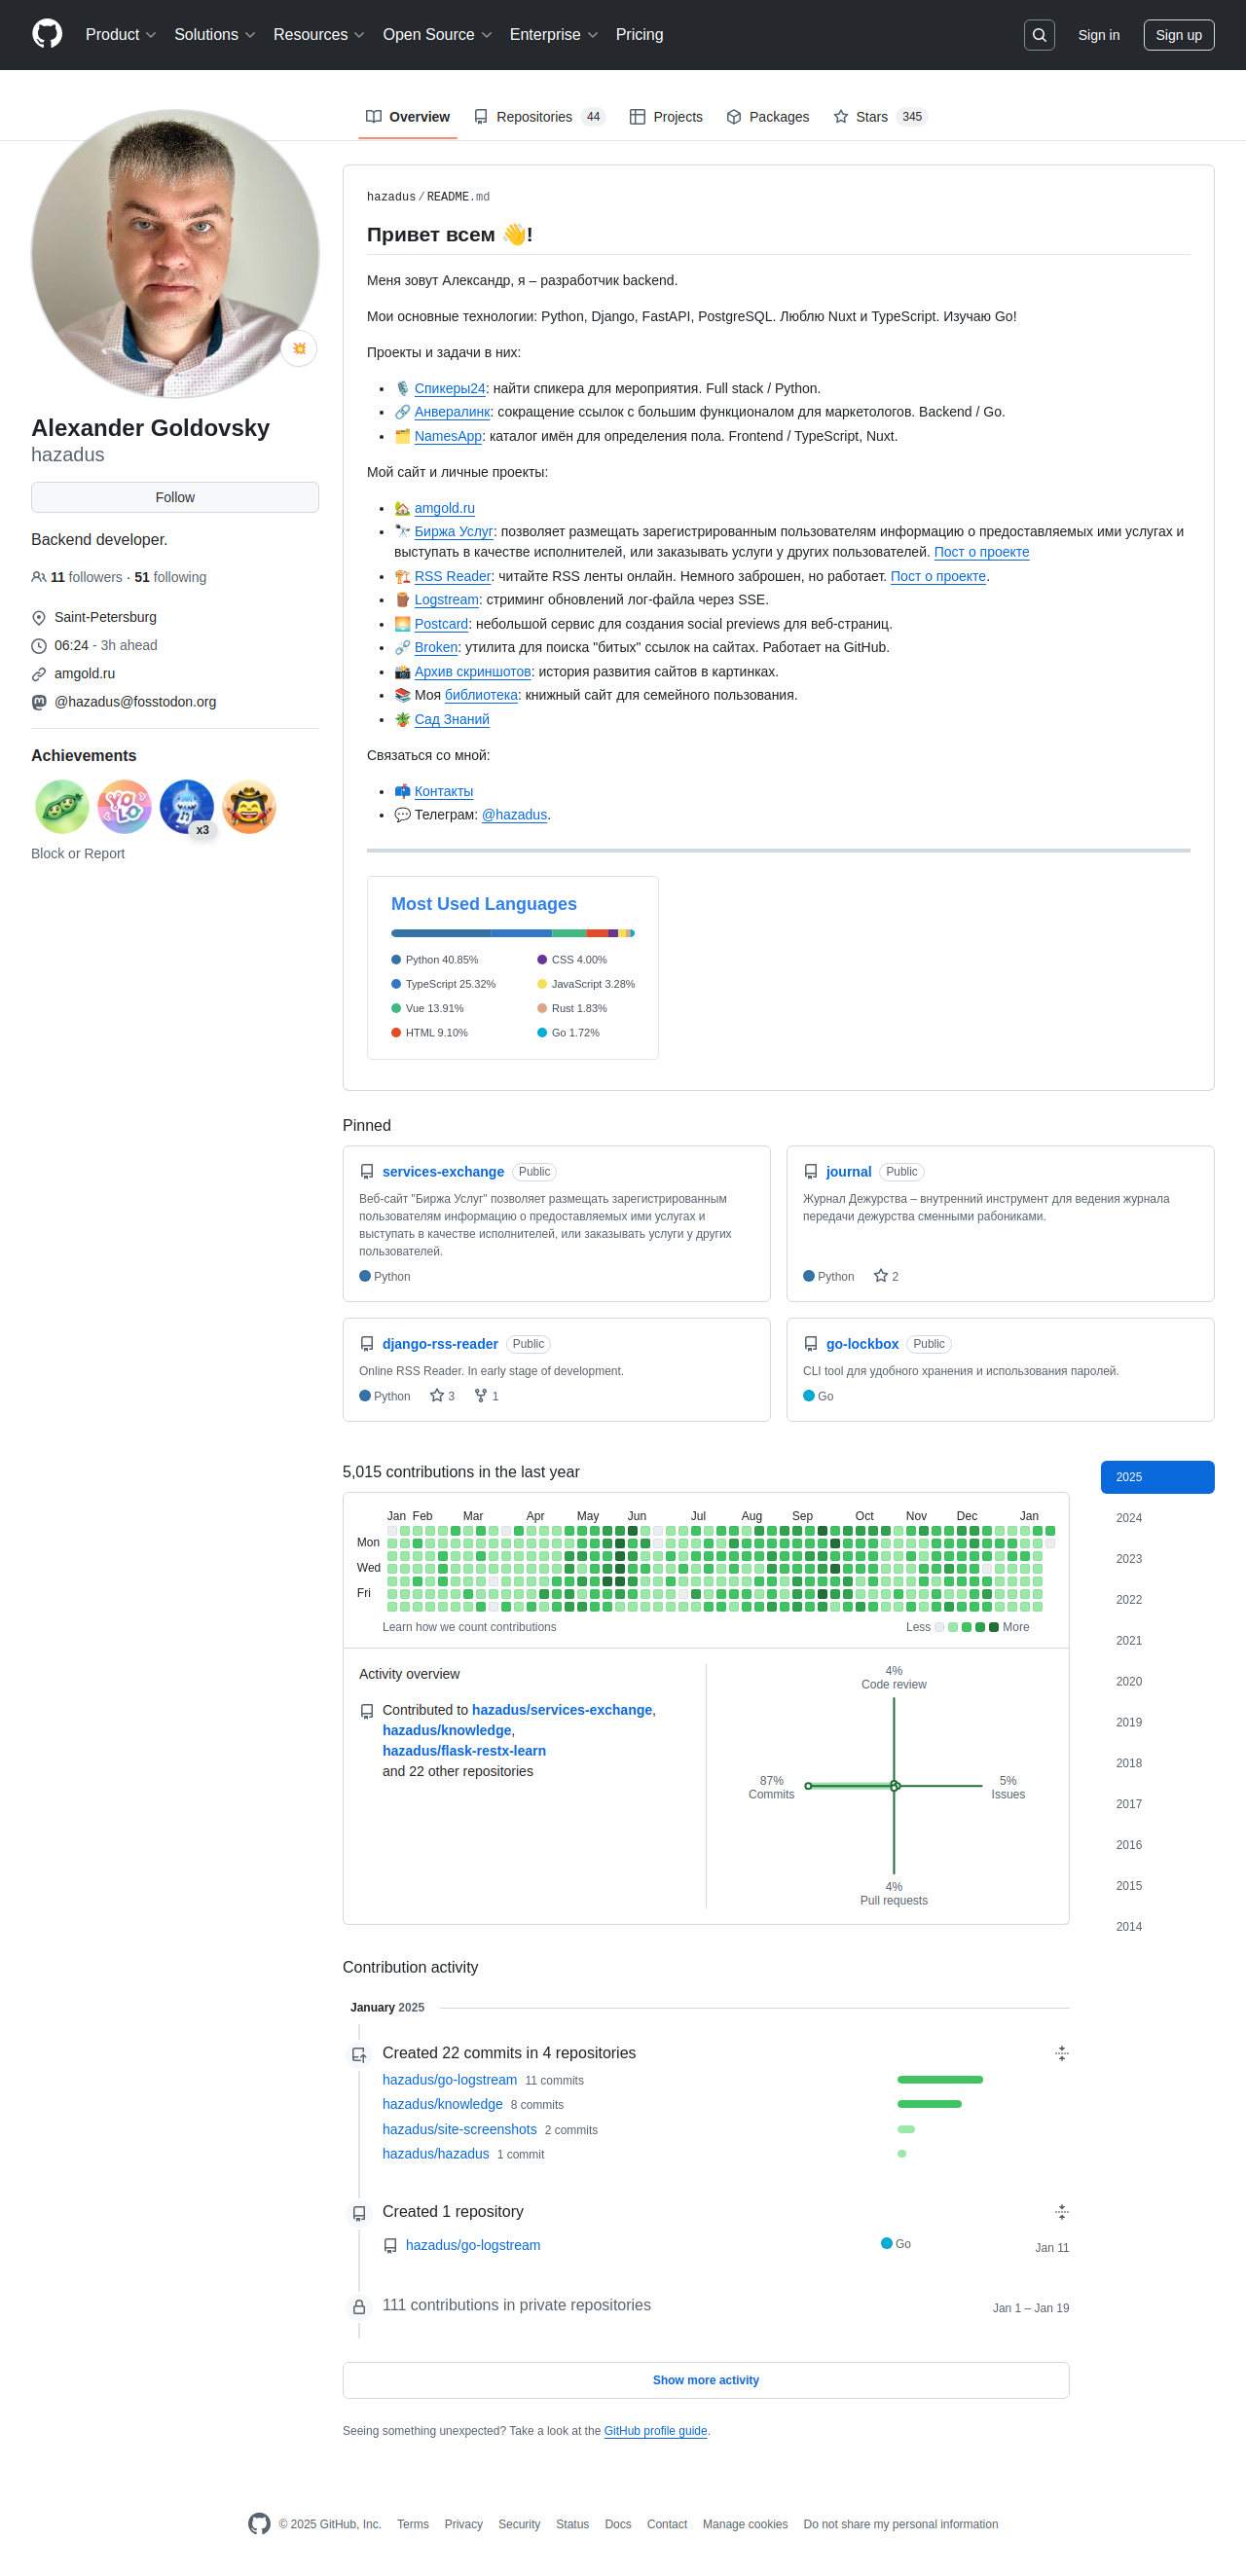 Product Solutions Resources Open Source Enterprise Pricing Sign in Sign up
Overview Repositories 44 Projects Packages Stars 345
Alexander Goldovsky
hazadus
Follow
Backend developer.
11 followers · 51 following
Saint-Petersburg
06:24 - 3h ahead
amgold.ru
@hazadus@fosstodon.org
Achievements
YOLO
x3
Block or Report
hazadus / README.md
Привет всем 👋!
Меня зовут Александр, я – разработчик backend.
Мои основные технологии: Python, Django, FastAPI, PostgreSQL. Люблю Nuxt и TypeScript. Изучаю Go!
Проекты и задачи в них:
🎙️ Спикеры24: найти спикера для мероприятия. Full stack / Python.
🔗 Анвералинк: сокращение ссылок с большим функционалом для маркетологов. Backend / Go.
🗂️ NamesApp: каталог имён для определения пола. Frontend / TypeScript, Nuxt.
Мой сайт и личные проекты:
🏡 amgold.ru
🔭 Биржа Услуг: позволяет размещать зарегистрированным пользователям информацию о предоставляемых ими услугах и
выступать в качестве исполнителей, или заказывать услуги у других пользователей. Пост о проекте
🏗️ RSS Reader: читайте RSS ленты онлайн. Немного заброшен, но работает. Пост о проекте.
🪵 Logstream: стриминг обновлений лог-файла через SSE.
🌅 Postcard: небольшой сервис для создания social previews для веб-страниц.
⛓️‍💥 Broken: утилита для поиска "битых" ссылок на сайтах. Работает на GitHub.
📸 Архив скриншотов: история развития сайтов в картинках.
📚 Моя библиотека: книжный сайт для семейного пользования.
🪴 Сад Знаний
Связаться со мной:
📫 Контакты
💬 Телеграм: @hazadus.
Most Used Languages
Python 40.85% CSS 4.00%
TypeScript 25.32% JavaScript 3.28%
Vue 13.91% Rust 1.83%
HTML 9.10% Go 1.72%
Pinned
services-exchange Public
Веб-сайт "Биржа Услуг" позволяет размещать зарегистрированным
пользователям информацию о предоставляемых ими услугах и
выступать в качестве исполнителей, или заказывать услуги у других
пользователей.
Python
journal Public
Журнал Дежурства – внутренний инструмент для ведения журнала
передачи дежурства сменными рабониками.
Python 2
django-rss-reader Public
Online RSS Reader. In early stage of development.
Python 3 1
go-lockbox Public
CLI tool для удобного хранения и использования паролей.
Go
5,015 contributions in the last year
Jan Feb Mar Apr May Jun Jul Aug Sep Oct Nov Dec Jan
Mon
Wed
Fri
Learn how we count contributions Less More
Activity overview
Contributed to hazadus/services-exchange,
hazadus/knowledge,
hazadus/flask-restx-learn
and 22 other repositories
4%
Code review
87%
Commits
5%
Issues
4%
Pull requests
2025
2024
2023
2022
2021
2020
2019
2018
2017
2016
2015
2014
Contribution activity
January 2025
Created 22 commits in 4 repositories
hazadus/go-logstream 11 commits
hazadus/knowledge 8 commits
hazadus/site-screenshots 2 commits
hazadus/hazadus 1 commit
Created 1 repository
hazadus/go-logstream Go Jan 11
111 contributions in private repositories Jan 1 – Jan 19
Show more activity
Seeing something unexpected? Take a look at the GitHub profile guide.
© 2025 GitHub, Inc. Terms Privacy Security Status Docs Contact Manage cookies Do not share my personal information